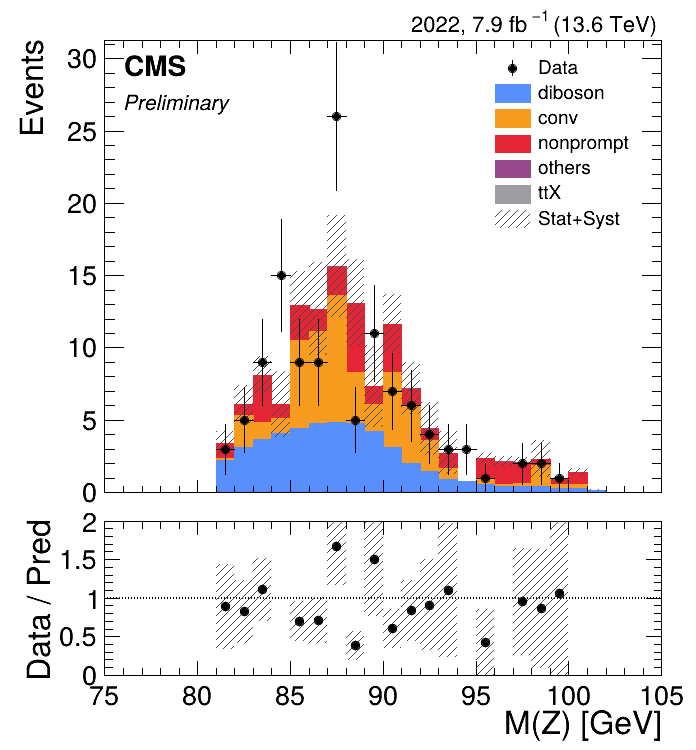 2022, 7.9 fb⁻¹ (13.6 TeV)
CMS
Preliminary
Events
30
25
20
15
10
5
0
Data
diboson
conv
nonprompt
others
ttX
Stat+Syst
Data / Pred
2
1.5
1
0.5
0
75 80 85 90 95 100 105
M(Z) [GeV]